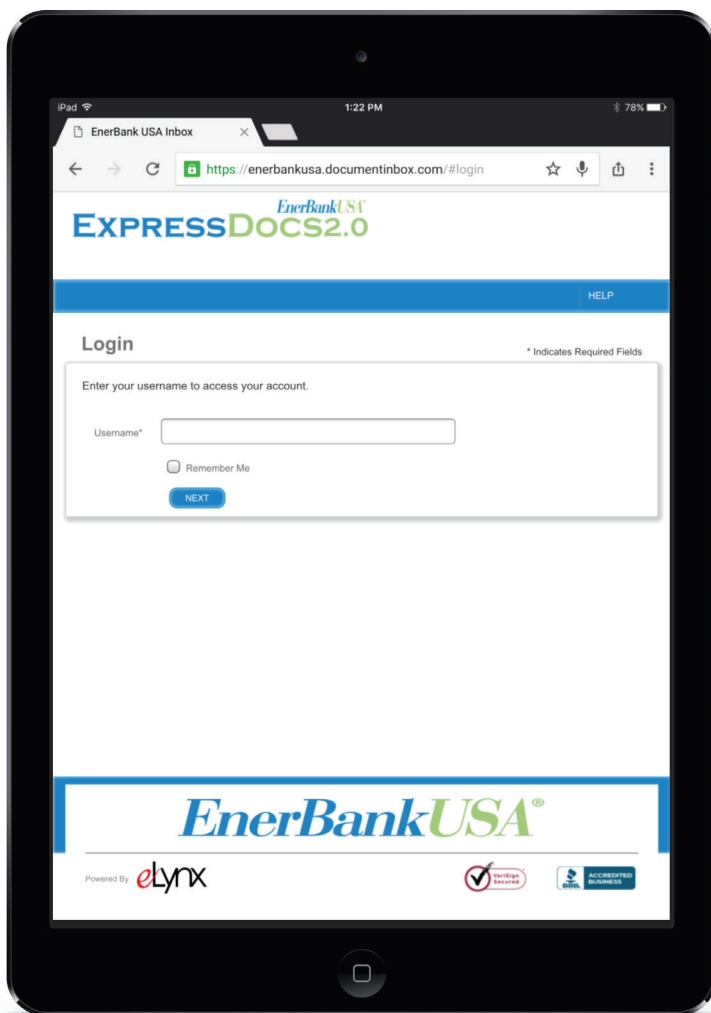 iPad 1:22 PM 78%
EnerBank USA Inbox
https://enerbankusa.documentinbox.com/#login
EnerBankUSA
EXPRESSDOCS2.0
HELP
Login
* Indicates Required Fields
Enter your username to access your account.
Username*
Remember Me
NEXT
EnerBankUSA®
Powered By eLynx
VeriSign Secured
BBB. ACCREDITED BUSINESS